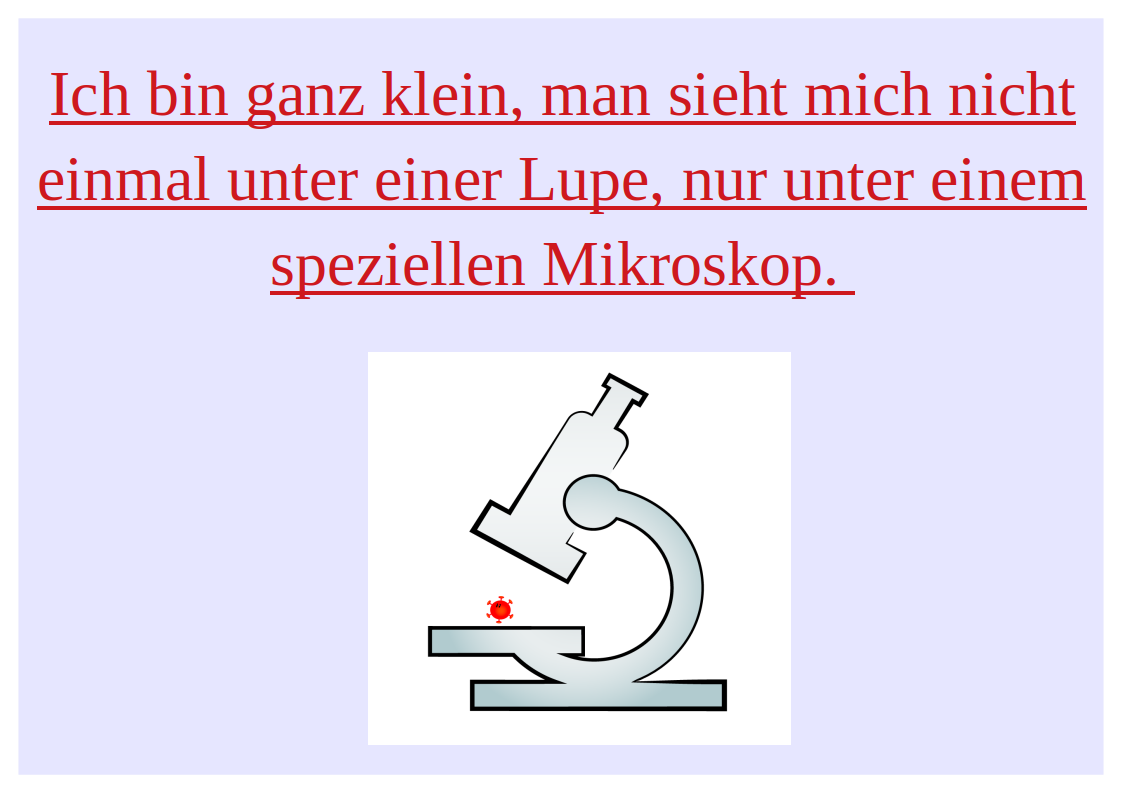 Ich bin ganz klein, man sieht mich nicht
einmal unter einer Lupe, nur unter einem
speziellen Mikroskop.